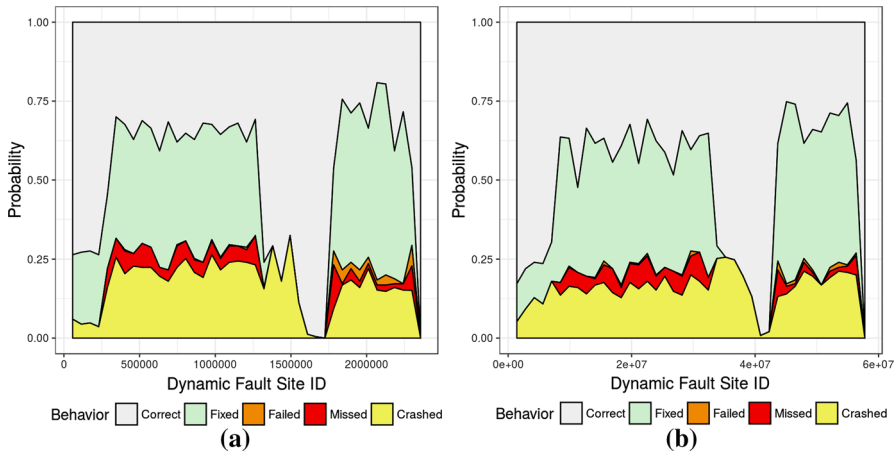 1.00
0.75
0.50
0.25
0.00
Probability
0 500000 1000000 1500000 2000000
Dynamic Fault Site ID
Behavior Correct Fixed Failed Missed Crashed
(a)
1.00
0.75
0.50
0.25
0.00
Probability
0e+00 2e+07 4e+07 6e+07
Dynamic Fault Site ID
Behavior Correct Fixed Failed Missed Crashed
(b)